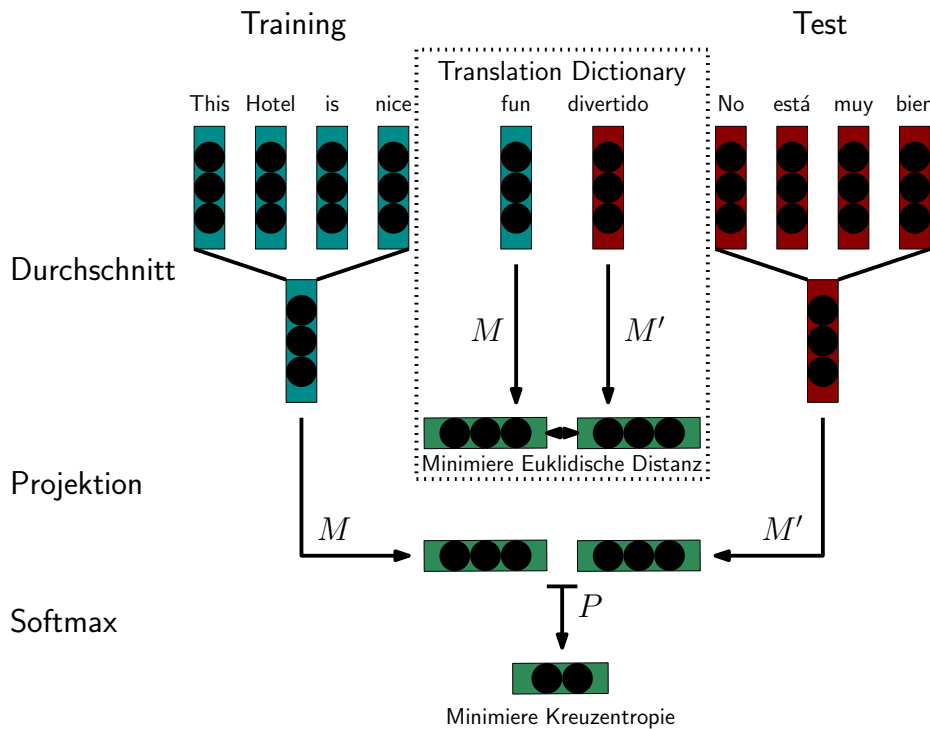 Training
Test
Translation Dictionary
This Hotel is nice
fun divertido
No está muy bien
Durchschnitt
M
M'
Minimiere Euklidische Distanz
Projektion
M
M'
Softmax
P
Minimiere Kreuzentropie